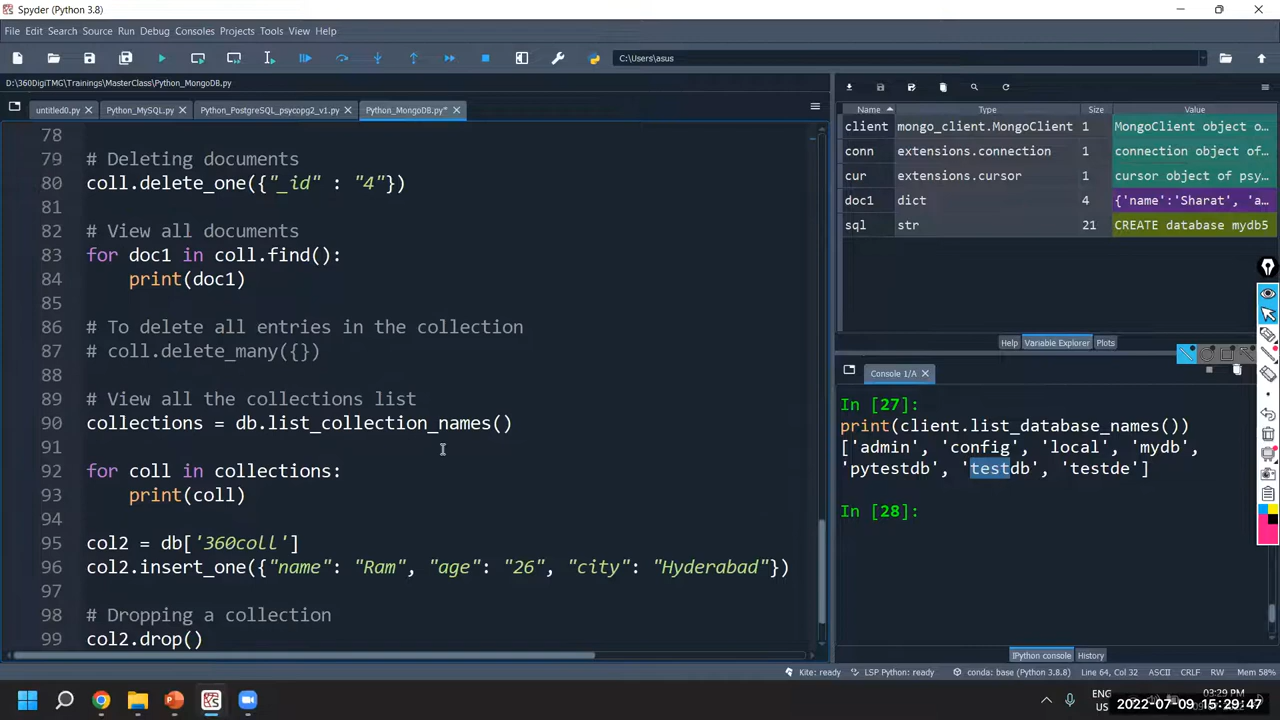 Spyder (Python 3.8)
File Edit Search Source Run Debug Consoles Projects Tools View Help
C:\Users\asus
D:\360DigiTMG\Trainings\MasterClass\Python_MongoDB.py
untitled0.py Python_MySQL.py Python_PostgreSQL_psycopg2_v1.py Python_MongoDB.py*
78
79 # Deleting documents
80 coll.delete_one({"_id" : "4"})
81
82 # View all documents
83 for doc1 in coll.find():
84 print(doc1)
85
86 # To delete all entries in the collection
87 # coll.delete_many({})
88
89 # View all the collections list
90 collections = db.list_collection_names()
91
92 for coll in collections:
93 print(coll)
94
95 col2 = db['360coll']
96 col2.insert_one({"name": "Ram", "age": "26", "city": "Hyderabad"})
97
98 # Dropping a collection
99 col2.drop()
Name Type Size Value
client mongo_client.MongoClient 1 MongoClient object o…
conn extensions.connection 1 connection object of…
cur extensions.cursor 1 cursor object of psy…
doc1 dict 4 {'name':'Sharat', 'a…
sql str 21 CREATE database mydb5
Help Variable Explorer Plots
Console 1/A
In [27]:
print(client.list_database_names())
['admin', 'config', 'local', 'mydb',
'pytestdb', 'testdb', 'testde']
In [28]:
IPython console History
Kite: ready LSP Python: ready conda: base (Python 3.8.8) Line 64, Col 32 ASCII CRLF RW Mem 58%
ENG
US
03:29 PM
2022-07-09 15:29:47